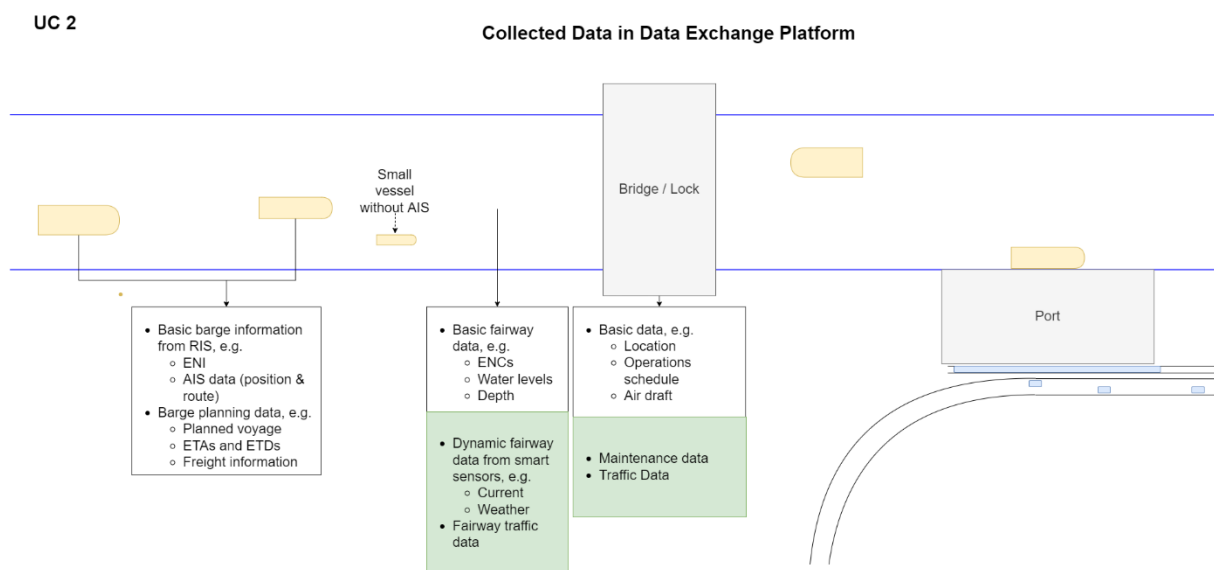 UC 2
Collected Data in Data Exchange Platform
Small
vessel
without AIS
Bridge / Lock
Port
• Basic barge information
from RIS, e.g.
○ ENI
○ AIS data (position &
route)
• Barge planning data, e.g.
○ Planned voyage
○ ETAs and ETDs
○ Freight information
• Basic fairway
data, e.g.
○ ENCs
○ Water levels
○ Depth
• Dynamic fairway
data from smart
sensors, e.g.
○ Current
○ Weather
• Fairway traffic
data
• Basic data, e.g.
○ Location
○ Operations
schedule
○ Air draft
• Maintenance data
• Traffic Data